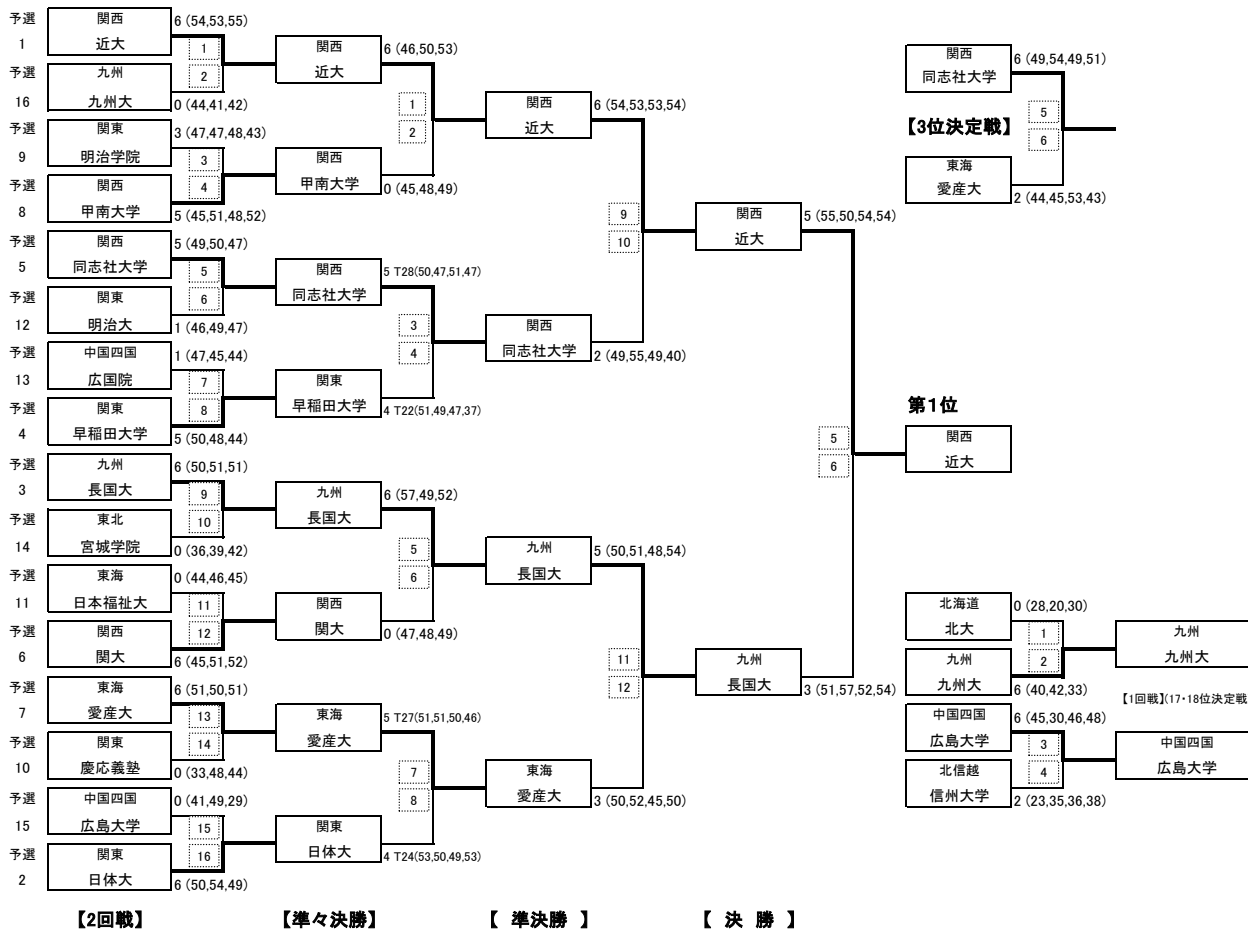 予選
1
関西
近大
6 (54,53,55)
1
2
予選
16
九州
九州大
0 (44,41,42)
予選
9
関東
明治学院
3 (47,47,48,43)
3
4
予選
8
関西
甲南大学
5 (45,51,48,52)
予選
5
関西
同志社大学
5 (49,50,47)
5
6
予選
12
関東
明治大
1 (46,49,47)
予選
13
中国四国
広国院
1 (47,45,44)
7
8
予選
4
関東
早稲田大学
5 (50,48,44)
予選
3
九州
長国大
6 (50,51,51)
9
10
予選
14
東北
宮城学院
0 (36,39,42)
予選
11
東海
日本福祉大
0 (44,46,45)
11
12
予選
6
関西
関大
6 (45,51,52)
予選
7
東海
愛産大
6 (51,50,51)
13
14
予選
10
関東
慶応義塾
0 (33,48,44)
予選
15
中国四国
広島大学
0 (41,49,29)
15
16
予選
2
関東
日体大
6 (50,54,49)
【2回戦】
関西
近大
6 (46,50,53)
1
2
関西
甲南大学
0 (45,48,49)
関西
同志社大学
5 T28(50,47,51,47)
3
4
関東
早稲田大学
4 T22(51,49,47,37)
九州
長国大
6 (57,49,52)
5
6
関西
関大
0 (47,48,49)
東海
愛産大
5 T27(51,51,50,46)
7
8
関東
日体大
4 T24(53,50,49,53)
【準々決勝】
関西
近大
6 (54,53,53,54)
9
10
関西
同志社大学
2 (49,55,49,40)
九州
長国大
5 (50,51,48,54)
11
12
東海
愛産大
3 (50,52,45,50)
【 準決勝 】
関西
近大
5 (55,50,54,54)
5
6
九州
長国大
3 (51,57,52,54)
【 決 勝 】
関西
同志社大学
6 (49,54,49,51)
【3位決定戦】
5
6
東海
愛産大
2 (44,45,53,43)
第1位
関西
近大
北海道
北大
0 (28,20,30)
1
2
九州
九州大
6 (40,42,33)
九州
九州大
【1回戦】(17・18位決定戦
中国四国
広島大学
6 (45,30,46,48)
3
4
北信越
信州大学
2 (23,35,36,38)
中国四国
広島大学